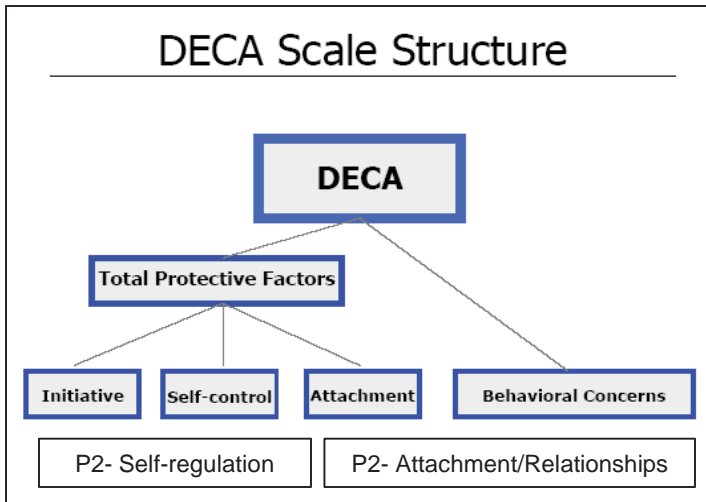 DECA Scale Structure
DECA
Total Protective Factors
Initiative
Self-control
Attachment
Behavioral Concerns
P2- Self-regulation
P2- Attachment/Relationships